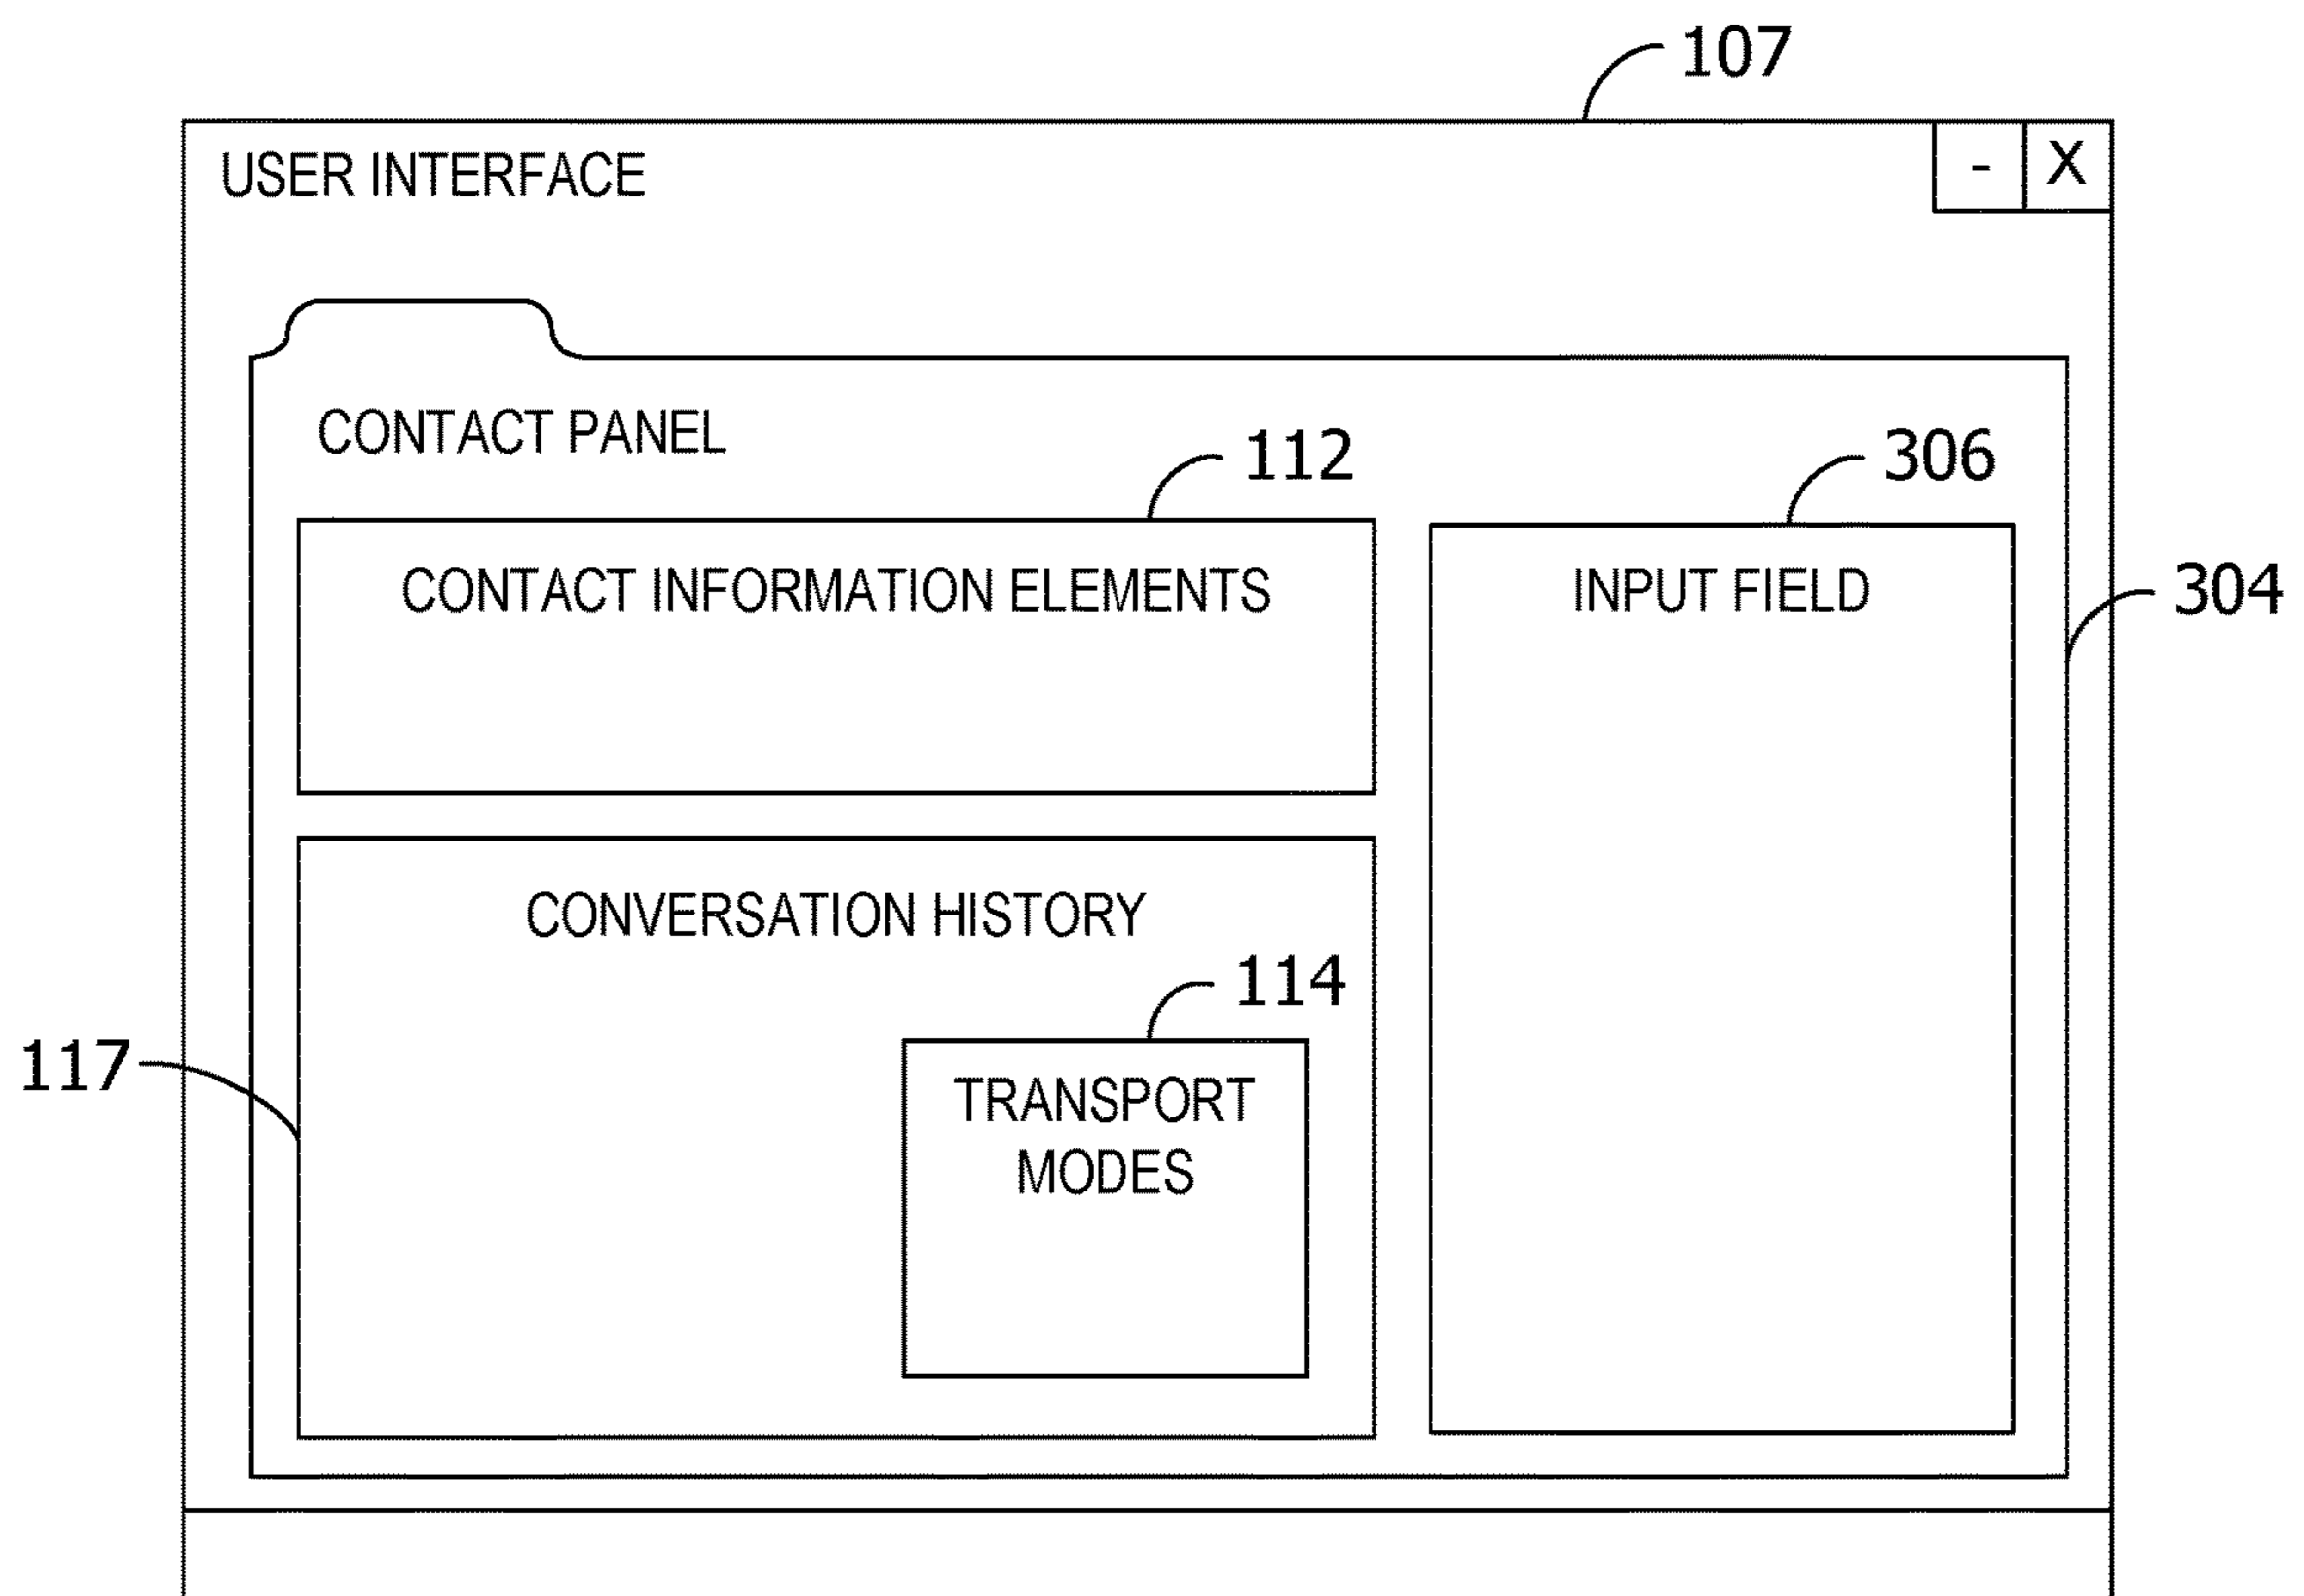 107
USER INTERFACE
- X
CONTACT PANEL
112
306
CONTACT INFORMATION ELEMENTS
INPUT FIELD
304
CONVERSATION HISTORY
114
117
TRANSPORT
MODES